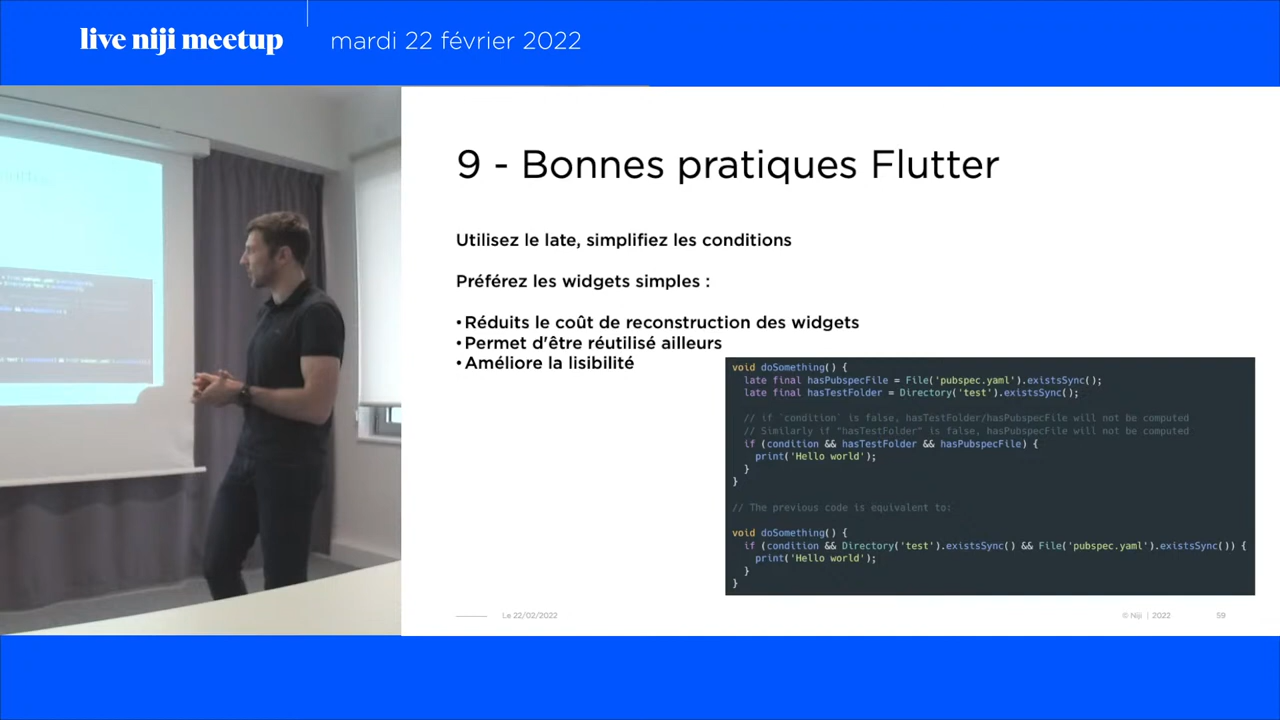 live niji meetup
mardi 22 février 2022
9 - Bonnes pratiques Flutter
Utilisez le late, simplifiez les conditions
Préférez les widgets simples :
•Réduits le coût de reconstruction des widgets
•Permet d'être réutilisé ailleurs
•Améliore la lisibilité
void doSomething() {
  late final hasPubspecFile = File('pubspec.yaml').existsSync();
  late final hasTestFolder = Directory('test').existsSync();
  // if `condition` is false, hasTestFolder/hasPubspecFile will not be computed
  // Similarly if "hasTestFolder" is false, hasPubspecFile will not be computed
  if (condition && hasTestFolder && hasPubspecFile) {
    print('Hello world');
  }
}
// The previous code is equivalent to:
void doSomething() {
  if (condition && Directory('test').existsSync() && File('pubspec.yaml').existsSync()) {
    print('Hello world');
  }
}
Le 22/02/2022
© Niji | 2022
59